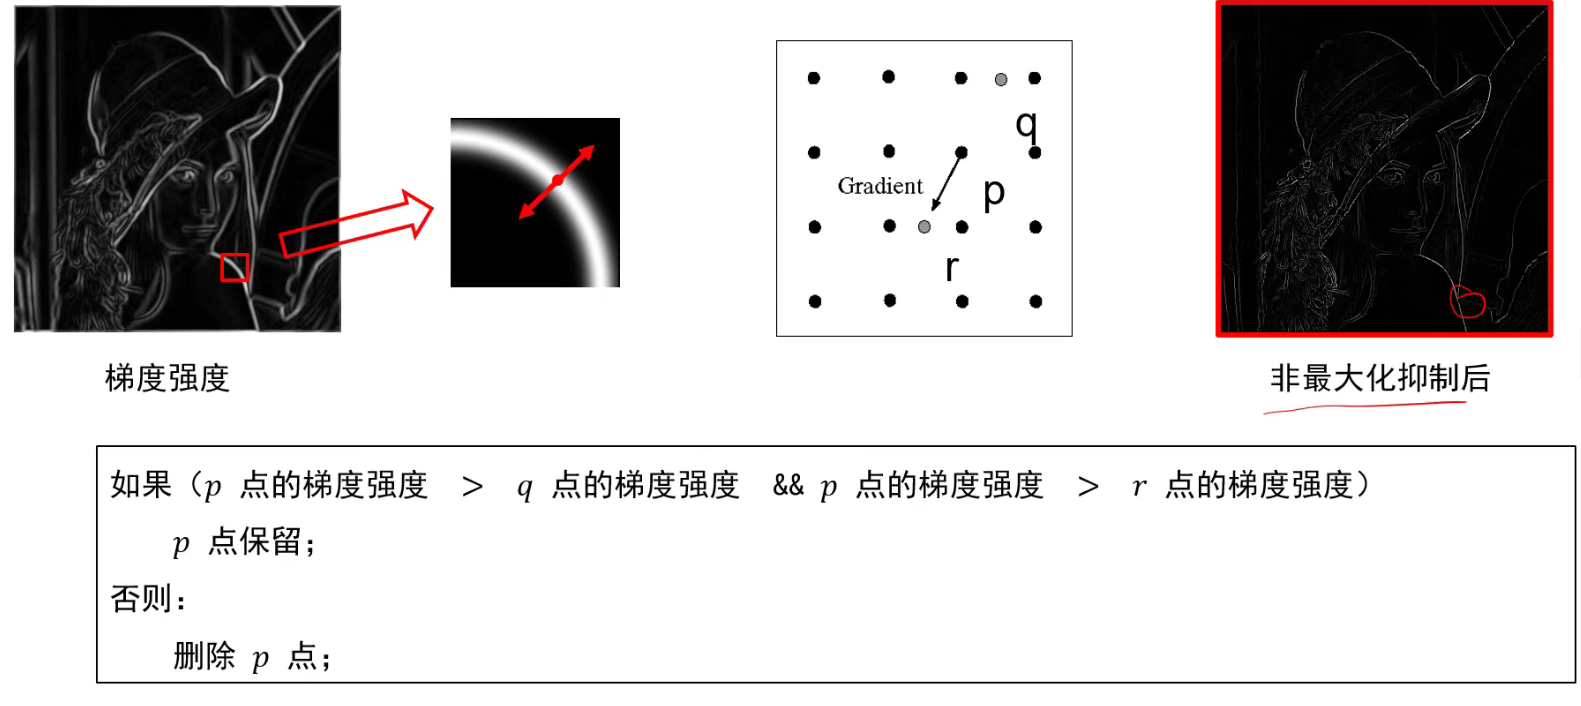 q
Gradient
p
r
梯度强度
非最大化抑制后
如果（p 点的梯度强度 > q 点的梯度强度 && p 点的梯度强度 > r 点的梯度强度）
p 点保留；
否则：
删除 p 点；